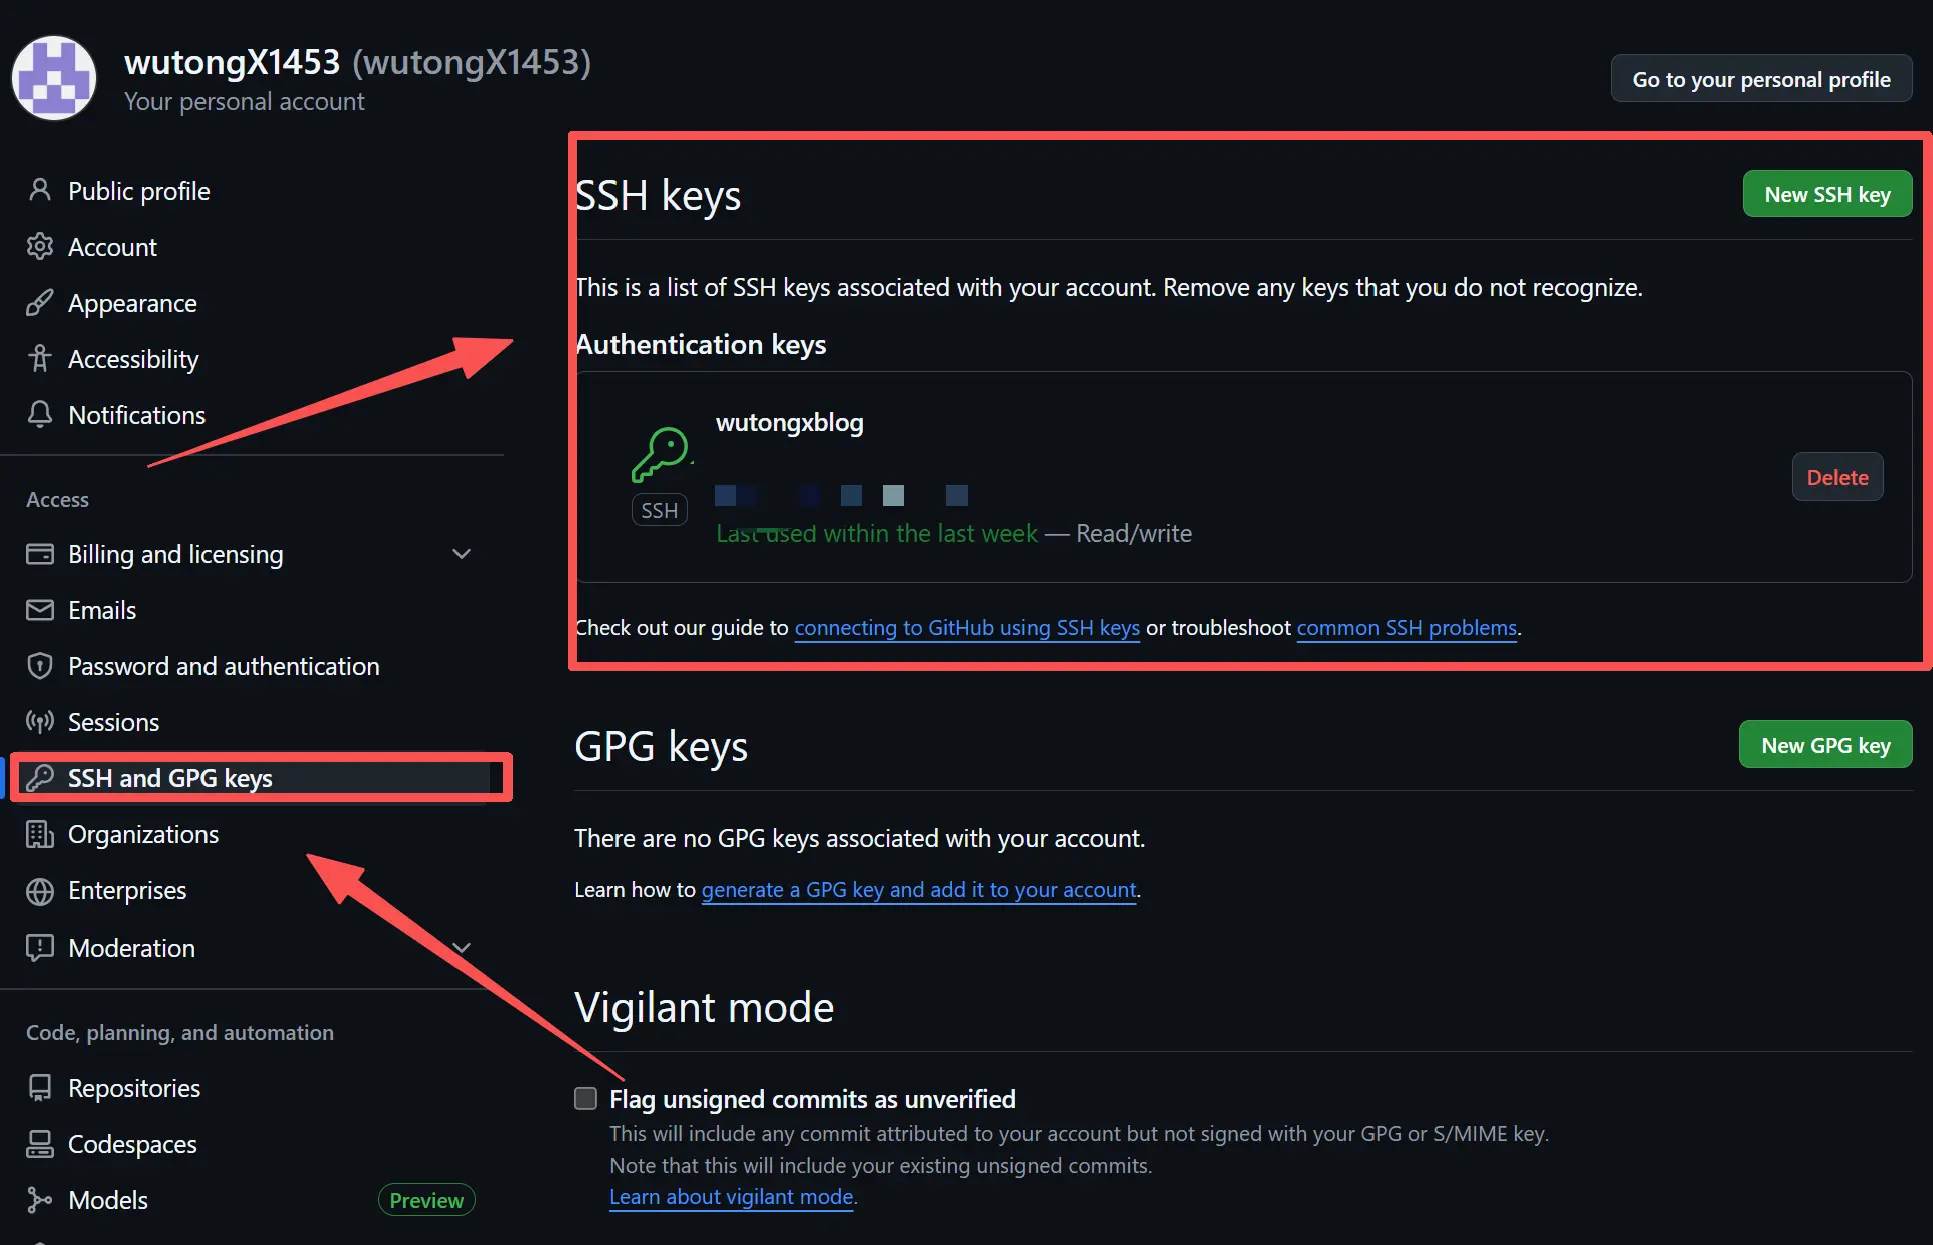 wutongX1453 (wutongX1453)
Your personal account
Go to your personal profile
Public profile
Account
Appearance
Accessibility
Notifications
Access
Billing and licensing
Emails
Password and authentication
Sessions
SSH and GPG keys
Organizations
Enterprises
Moderation
Code, planning, and automation
Repositories
Codespaces
Models
Preview
SSH keys
New SSH key
This is a list of SSH keys associated with your account. Remove any keys that you do not recognize.
Authentication keys
wutongxblog
SSH
Last used within the last week — Read/write
Delete
Check out our guide to connecting to GitHub using SSH keys or troubleshoot common SSH problems.
GPG keys
New GPG key
There are no GPG keys associated with your account.
Learn how to generate a GPG key and add it to your account.
Vigilant mode
Flag unsigned commits as unverified
This will include any commit attributed to your account but not signed with your GPG or S/MIME key.
Note that this will include your existing unsigned commits.
Learn about vigilant mode.